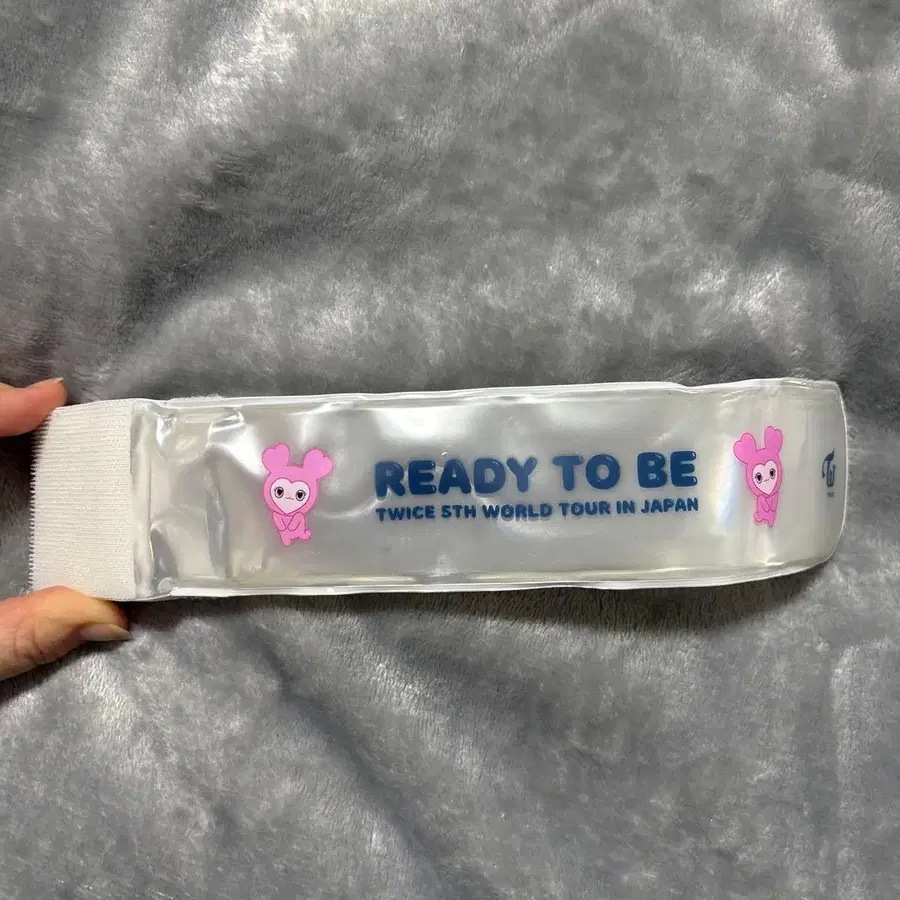 READY TO BE
TWICE 5TH WORLD TOUR IN JAPAN